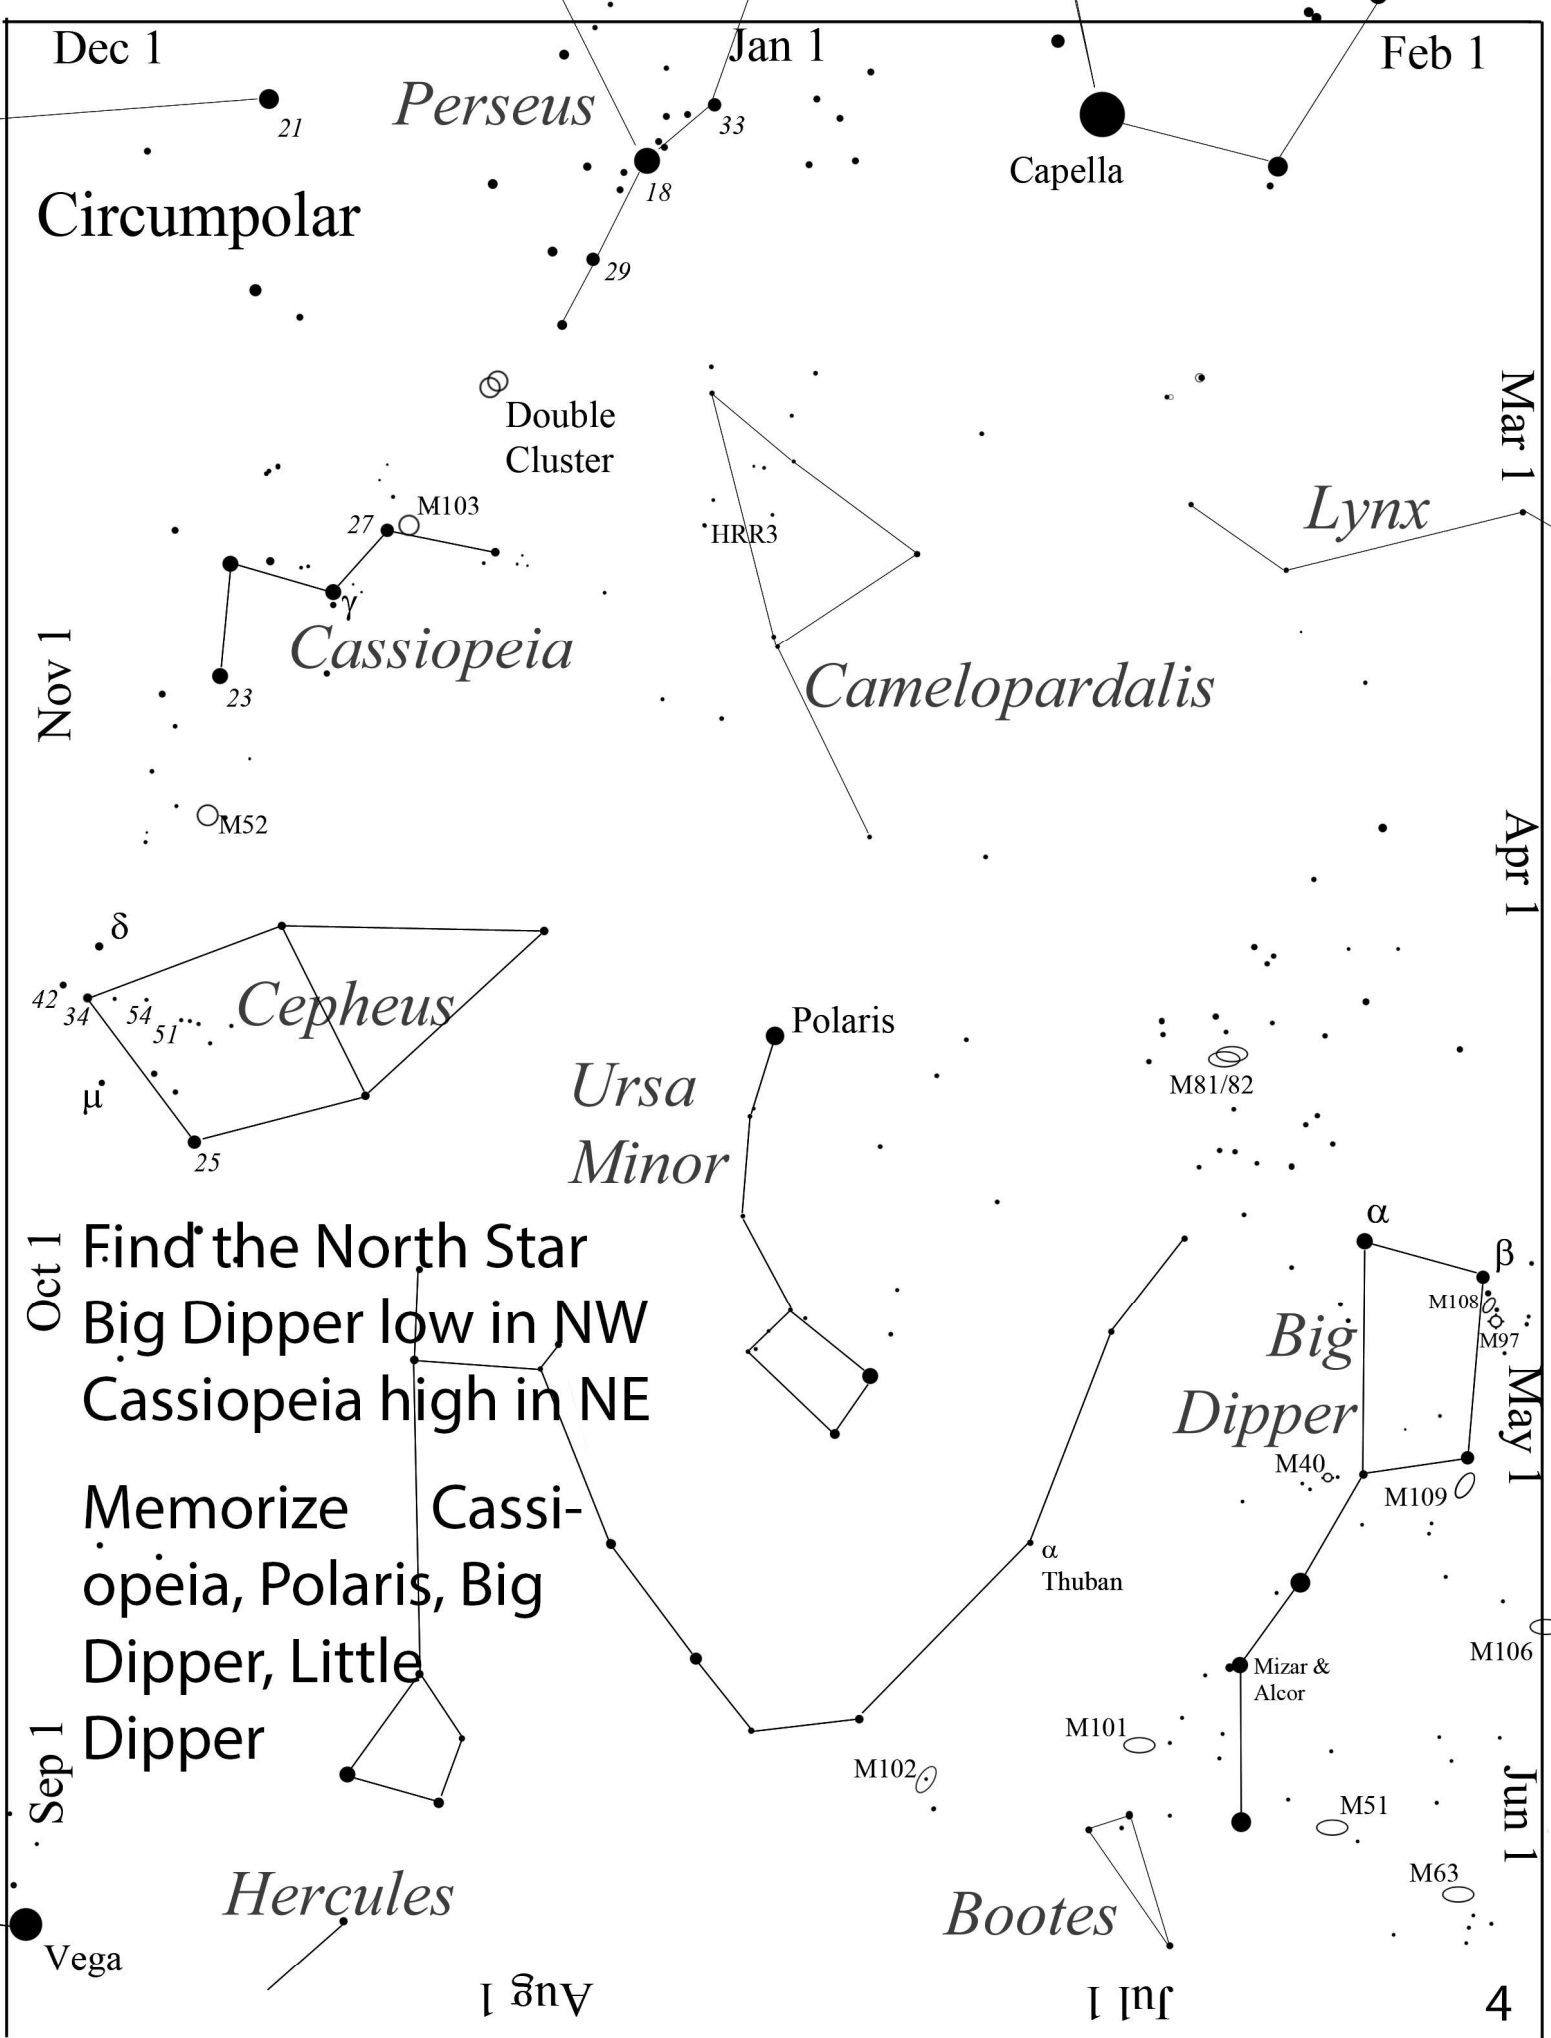 Dec 1
Jan 1
Feb 1
Perseus
21
33
18
Capella
Circumpolar
29
Double
Cluster
Mar 1
M103
27
HRR3
Lynx
γ
Cassiopeia
Nov 1
23
Camelopardalis
M52
Apr 1
δ
42
34
54
51
Cepheus
Polaris
μ
Ursa
Minor
M81/82
25
α
β
Oct 1
Find the North Star
Big Dipper low in NW
Cassiopeia high in NE
M108
M97
Big
Dipper
May 1
M40
M109
Memorize Cassi-
opeia, Polaris, Big
Dipper, Little
Dipper
α
Thuban
M106
Mizar &
Alcor
Sep 1
M101
M102
M51
Jun 1
M63
Hercules
Bootes
Vega
Aug 1
Jul 1
4